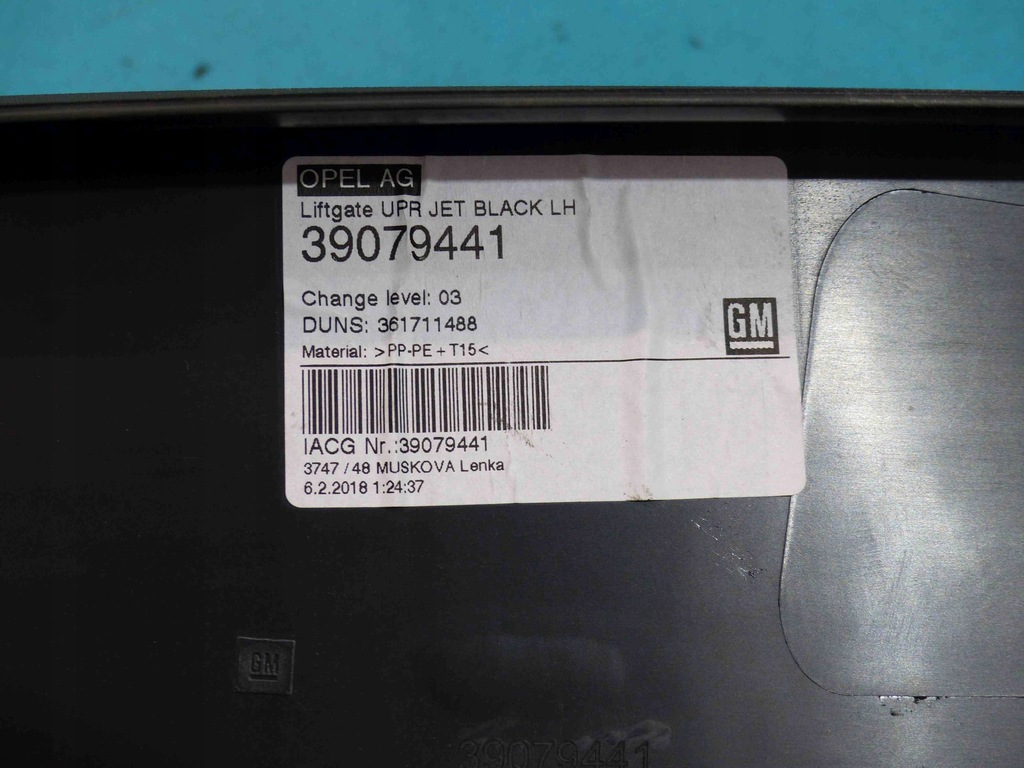 OPEL AG
Liftgate UPR JET BLACK LH
39079441
Change level: 03
DUNS: 361711488
GM
Material: >PP-PE + T15<
IACG Nr.:39079441
3747 / 48 MUSKOVA Lenka
6.2.2018 1:24:37
GM
39079441